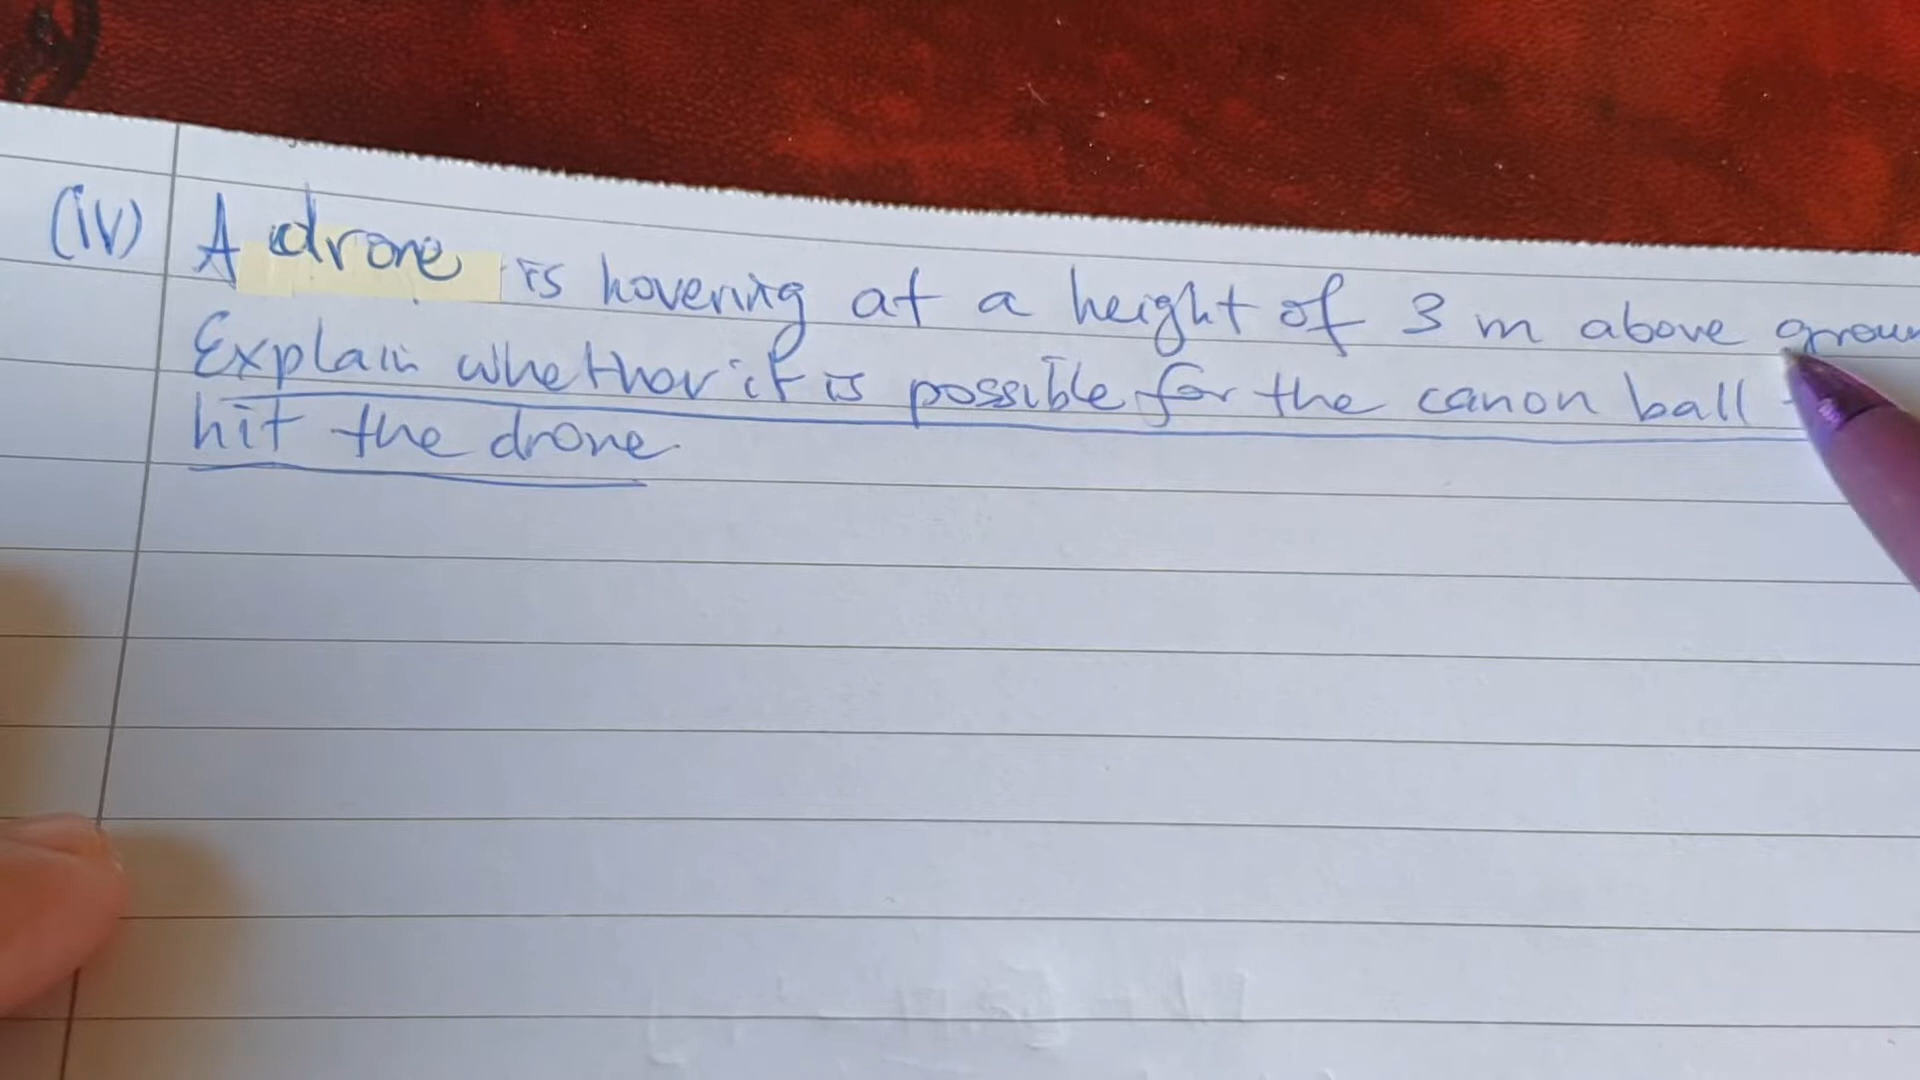 (iv) A drone is hovering at a height of 3 m above groun
Explain whether it is possible for the canon ball
hit the drone